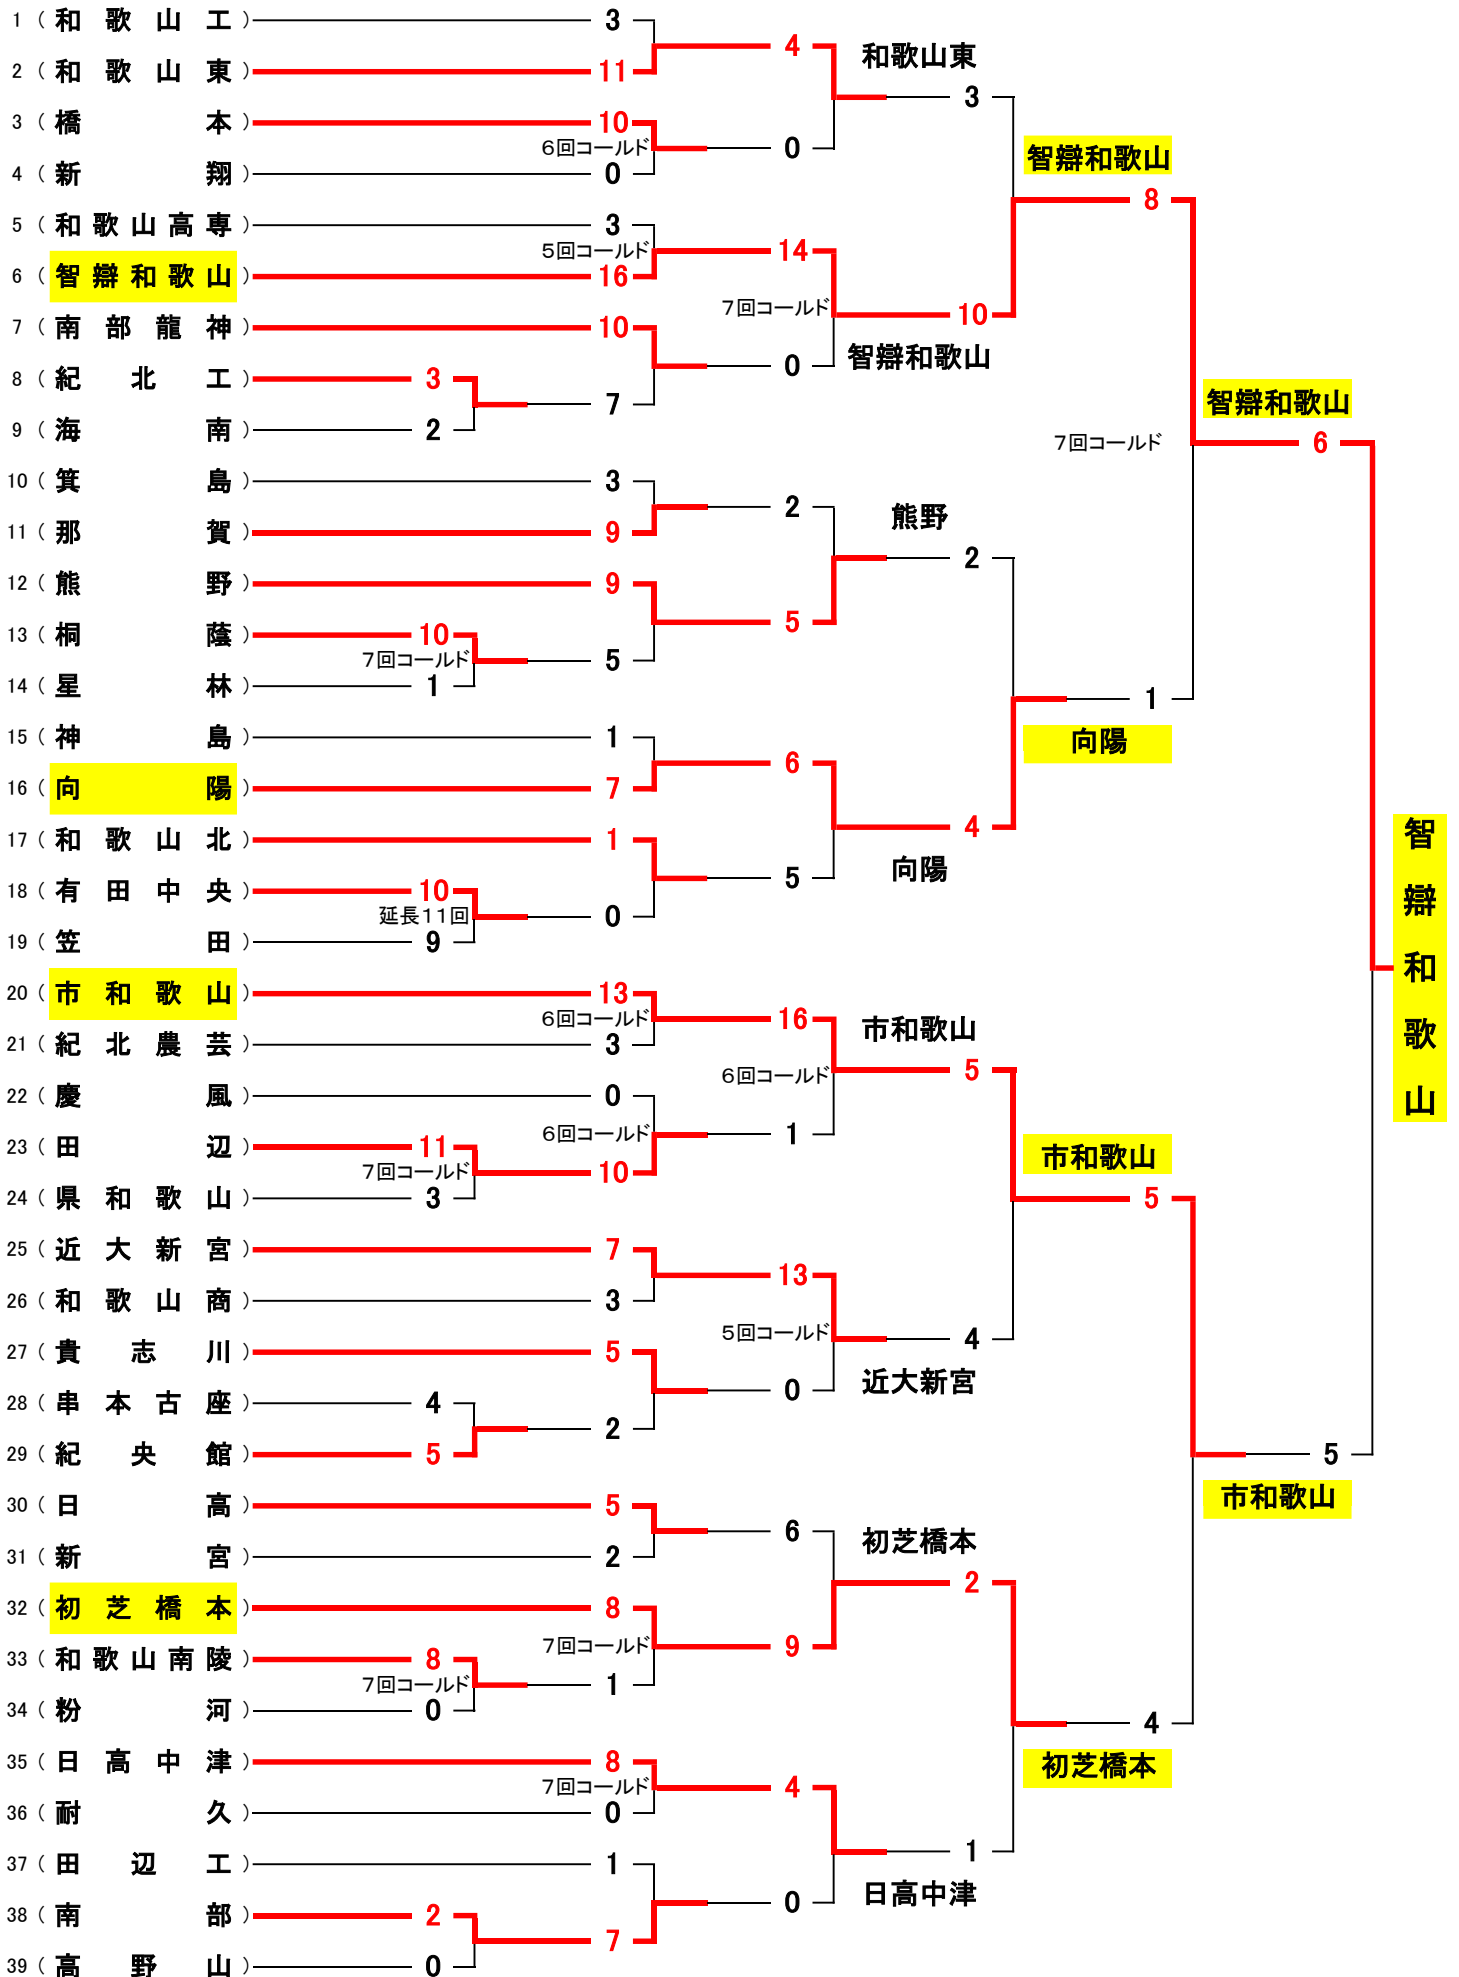 1 ( 和歌山工 ) 3
4 和歌山東
2 ( 和歌山東 ) 11
3
3 ( 橋本 ) 10
6回コールド 0
智辯和歌山
4 ( 新翔 ) 0
8
5 ( 和歌山高専 ) 3
5回コールド 14
6 ( 智辯和歌山 ) 16
7回コールド 10
7 ( 南部龍神 ) 10
0 智辯和歌山
8 ( 紀北工 ) 3
7
智辯和歌山
9 ( 海南 ) 2
7回コールド 6
10 ( 箕島 ) 3
2 熊野
11 ( 那賀 ) 9
2
12 ( 熊野 ) 9
5
13 ( 桐蔭 ) 10
7回コールド 5
14 ( 星林 ) 1
1
15 ( 神島 ) 1
向陽
6
16 ( 向陽 ) 7
4
17 ( 和歌山北 ) 1
5 向陽
18 ( 有田中央 ) 10
延長11回 0
19 ( 笠田 ) 9
智辯和歌山
20 ( 市和歌山 ) 13
6回コールド 16 市和歌山
21 ( 紀北農芸 ) 3
6回コールド 5
22 ( 慶風 ) 0
6回コールド 1
23 ( 田辺 ) 11
市和歌山
7回コールド 10
24 ( 県和歌山 ) 3
5
25 ( 近大新宮 ) 7
13
26 ( 和歌山商 ) 3
5回コールド 4
27 ( 貴志川 ) 5
0 近大新宮
28 ( 串本古座 ) 4
2
29 ( 紀央館 ) 5
5
市和歌山
30 ( 日高 ) 5
6 初芝橋本
31 ( 新宮 ) 2
2
32 ( 初芝橋本 ) 8
7回コールド 9
33 ( 和歌山南陵 ) 8
7回コールド 1
34 ( 粉河 ) 0
4
35 ( 日高中津 ) 8
初芝橋本
7回コールド 4
36 ( 耐久 ) 0
1
37 ( 田辺工 ) 1
0 日高中津
38 ( 南部 ) 2
7
39 ( 高野山 ) 0